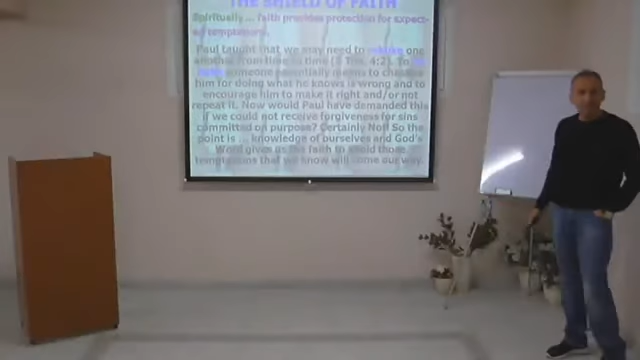 THE SHIELD OF FAITH
Spiritually ... faith provides protection for expect-
ed temptations.
Paul taught that we may need to rebuke one
another from time to time (2 Tim. 4:2). To re-
buke someone essentially means to chastise
him for doing what he knows is wrong and to
encourage him to make it right and/or not
repeat it. Now would Paul have demanded this
if we could not receive forgiveness for sins
committed on purpose? Certainly Not! So the
point is ... knowledge of ourselves and God's
Word gives us the faith to avoid those
temptations that we know will come our way.